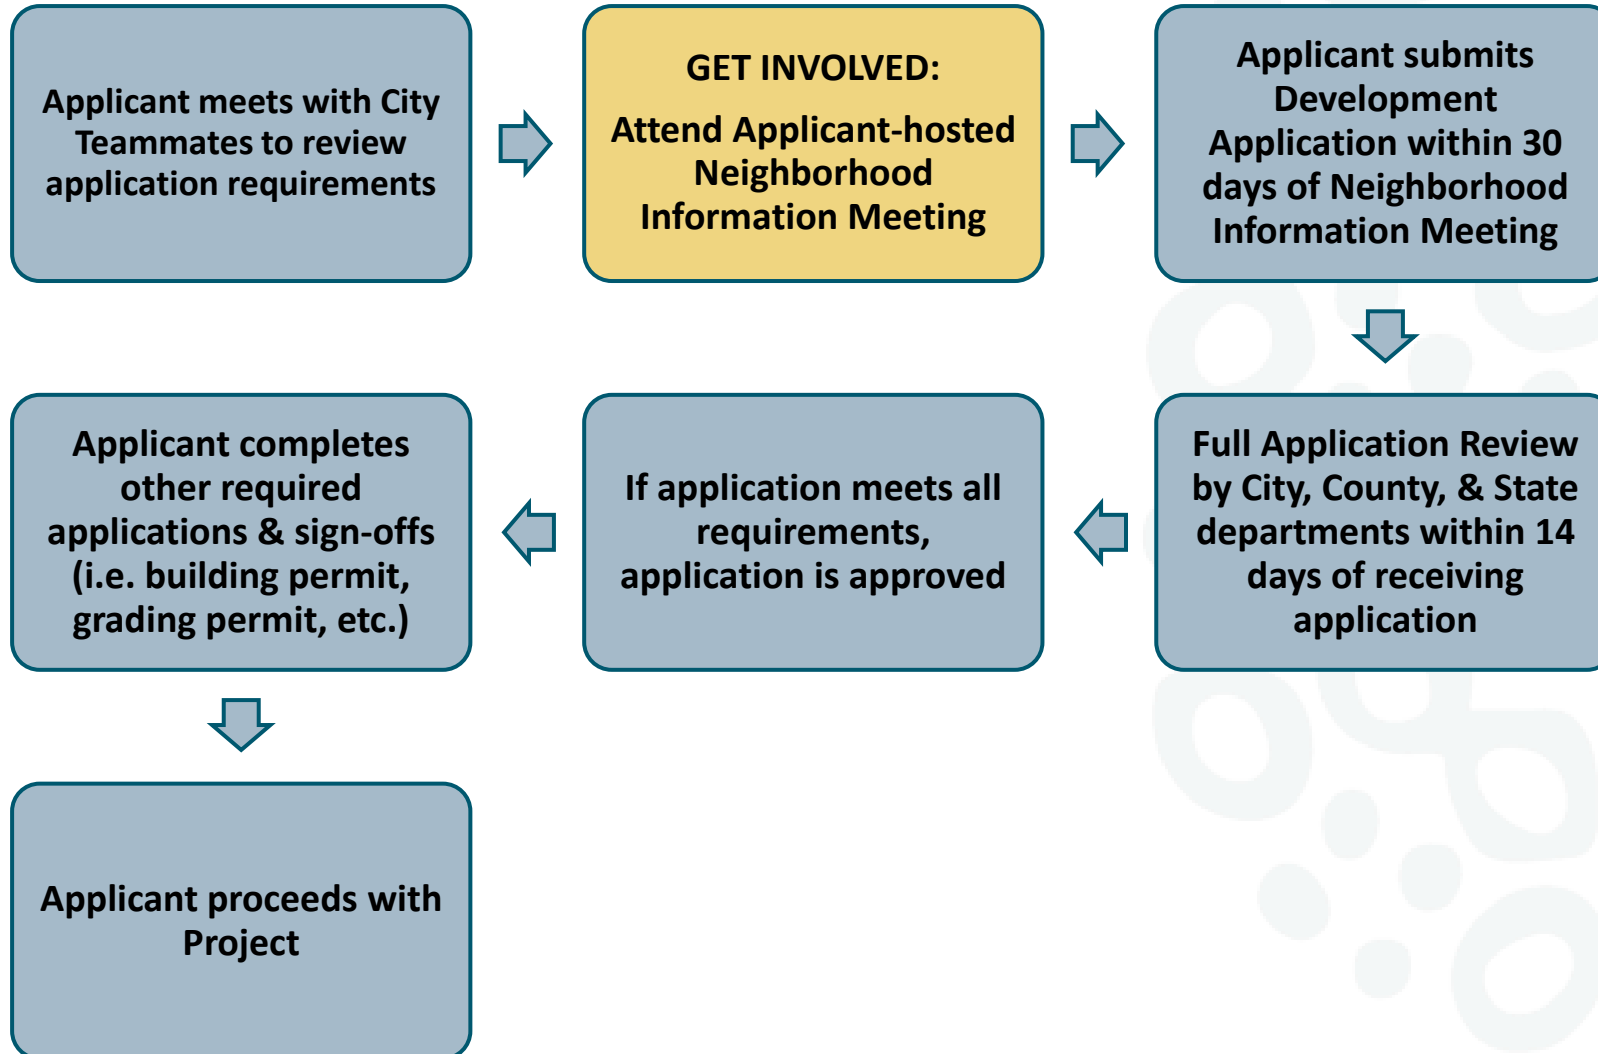 Applicant meets with City
Teammates to review
application requirements
GET INVOLVED:
Attend Applicant-hosted
Neighborhood
Information Meeting
Applicant submits
Development
Application within 30
days of Neighborhood
Information Meeting
Full Application Review
by City, County, & State
departments within 14
days of receiving
application
If application meets all
requirements,
application is approved
Applicant completes
other required
applications & sign-offs
(i.e. building permit,
grading permit, etc.)
Applicant proceeds with
Project